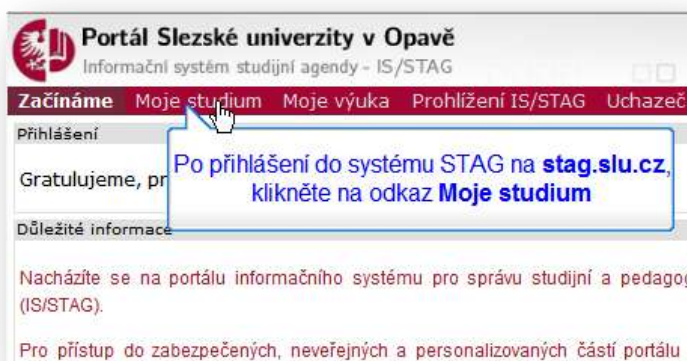 Portál Slezské univerzity v Opavě
Informační systém studijní agendy - IS/STAG
Začínáme Moje studium Moje výuka Prohlížení IS/STAG Uchazeč
Přihlášení
Gratulujeme, pr
Po přihlášení do systému STAG na stag.slu.cz,
klikněte na odkaz Moje studium
Důležité informace
Nacházíte se na portálu informačního systému pro správu studijní a pedagog
(IS/STAG).
Pro přístup do zabezpečených, neveřejných a personalizovaných částí portálu